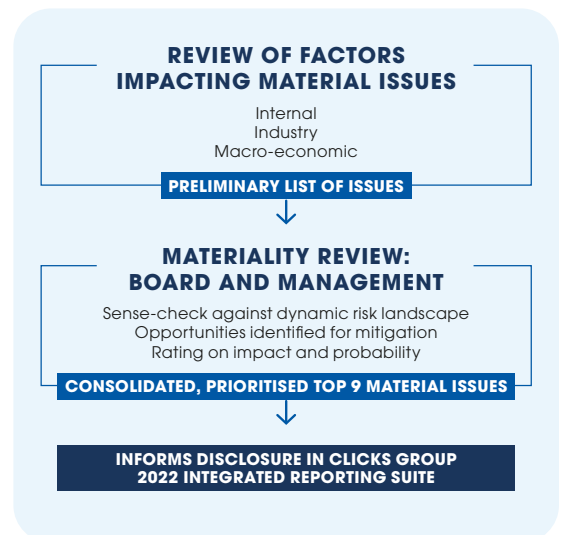 REVIEW OF FACTORS
IMPACTING MATERIAL ISSUES
Internal
Industry
Macro-economic
PRELIMINARY LIST OF ISSUES
MATERIALITY REVIEW:
BOARD AND MANAGEMENT
Sense-check against dynamic risk landscape
Opportunities identified for mitigation
Rating on impact and probability
CONSOLIDATED, PRIORITISED TOP 9 MATERIAL ISSUES
INFORMS DISCLOSURE IN CLICKS GROUP
2022 INTEGRATED REPORTING SUITE